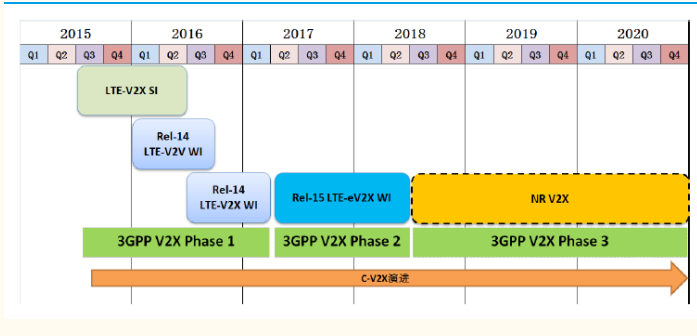 2015 2016 2017 2018 2019 2020
Q1 Q2 Q3 Q4 Q1 Q2 Q3 Q4 Q1 Q2 Q3 Q4 Q1 Q2 Q3 Q4 Q1 Q2 Q3 Q4 Q1 Q2 Q3 Q4
LTE-V2X SI
Rel-14
LTE-V2V WI
Rel-14
LTE-V2X WI
Rel-15 LTE-eV2X WI
NR V2X
3GPP V2X Phase 1
3GPP V2X Phase 2
3GPP V2X Phase 3
C-V2X演进